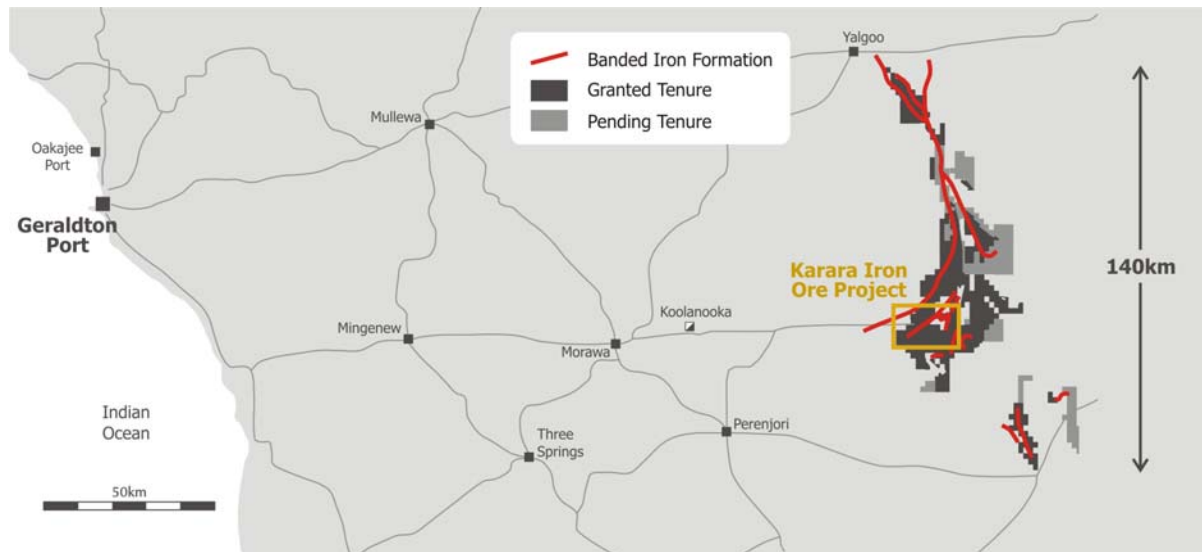 Yalgoo
Banded Iron Formation
Granted Tenure
Pending Tenure
Mullewa
Oakajee
Port
Geraldton
Port
Karara Iron
Ore Project
140km
Koolanooka
Mingenew
Morawa
Indian
Ocean
Three
Springs
Perenjori
50km